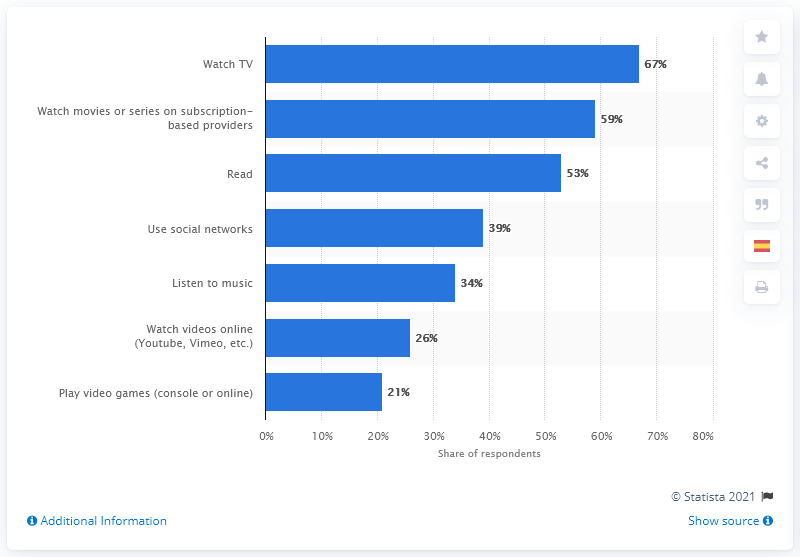 Watch TV
67%
Watch movies or series on subscription-
based providers
59%
Read
53%
Use social networks
39%
Listen to music
34%
Watch videos online
(Youtube, Vimeo, etc.)
26%
Play video games (console or online)
21%
0% 10% 20% 30% 40% 50% 60% 70% 80%
Share of respondents
© Statista 2021
Additional Information
Show source